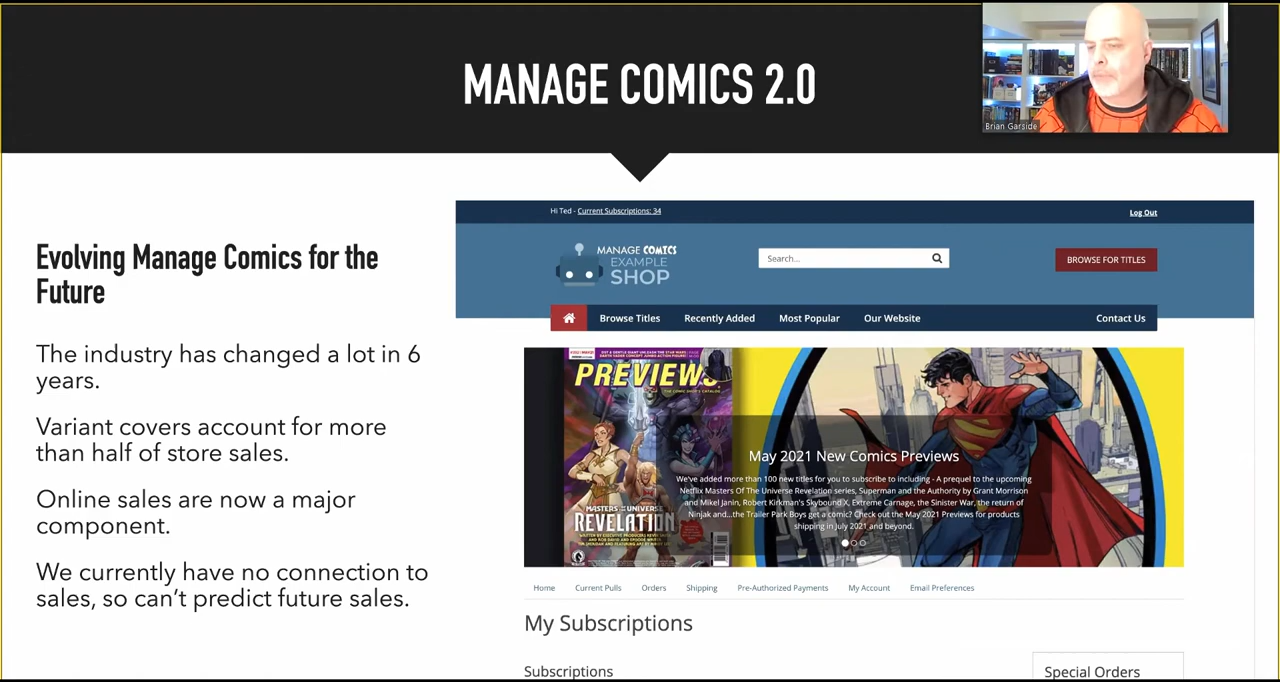 MANAGE COMICS 2.0
Brian Garside
Evolving Manage Comics for the
Future
The industry has changed a lot in 6
years.
Variant covers account for more
than half of store sales.
Online sales are now a major
component.
We currently have no connection to
sales, so can't predict future sales.
Hi Ted - Current Subscriptions: 34
Log Out
MANAGE COMICS
EXAMPLE
SHOP
Search...
BROWSE FOR TITLES
Browse Titles
Recently Added
Most Popular
Our Website
Contact Us
PREVIEWS
MASTERS OF THE UNIVERSE
REVELATION
May 2021 New Comics Previews
We've added more than 100 new titles for you to subscribe to including - A prequel to the upcoming
Netflix Masters Of The Universe Revelation series, Superman and the Authority by Grant Morrison
and Mikel Janin, Robert Kirkman's Skybound X, Extreme Carnage, the Sinister War, the return of
Ninjak and...the Trailer Park Boys get a comic? Check out the May 2021 Previews for products
shipping in July 2021 and beyond.
Home
Current Pulls
Orders
Shipping
Pre-Authorized Payments
My Account
Email Preferences
My Subscriptions
Subscriptions
Special Orders